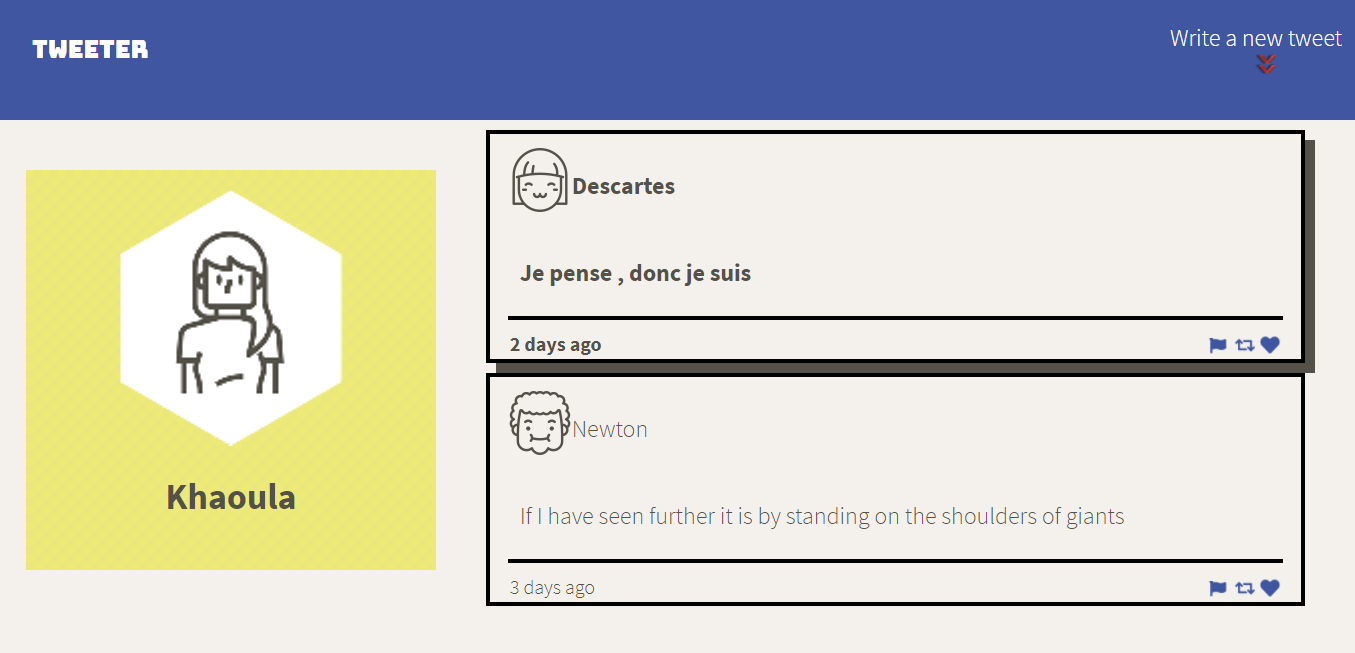 TWEETER
Write a new tweet
Khaoula
Descartes
Je pense , donc je suis
2 days ago
Newton
If I have seen further it is by standing on the shoulders of giants
3 days ago